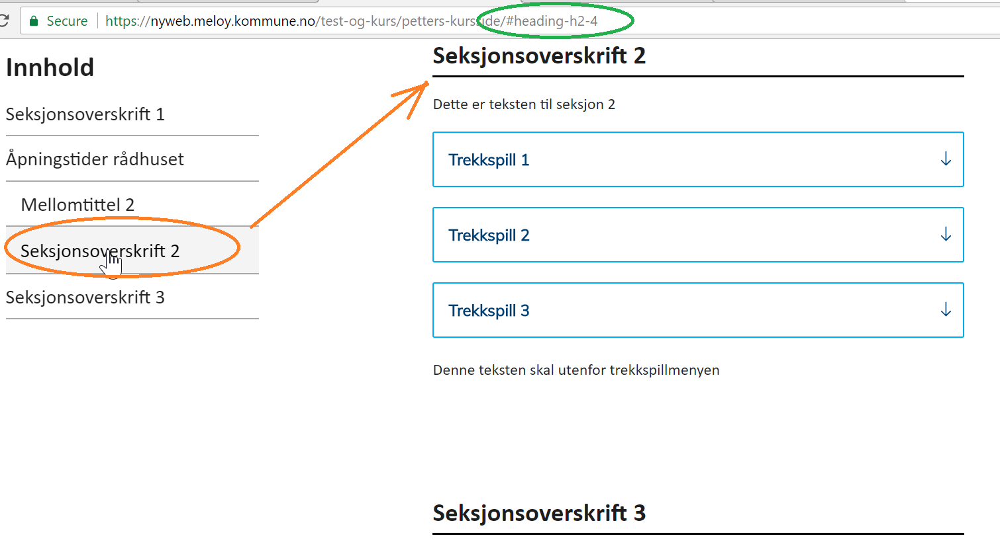 Secure https://nyweb.meloy.kommune.no/test-og-kurs/petters-kursside/#heading-h2-4
Innhold
Seksjonsoverskrift 1
Åpningstider rådhuset
Mellomtittel 2
Seksjonsoverskrift 2
Seksjonsoverskrift 3
Seksjonsoverskrift 2
Dette er teksten til seksjon 2
Trekkspill 1
Trekkspill 2
Trekkspill 3
Denne teksten skal utenfor trekkspillmenyen
Seksjonsoverskrift 3